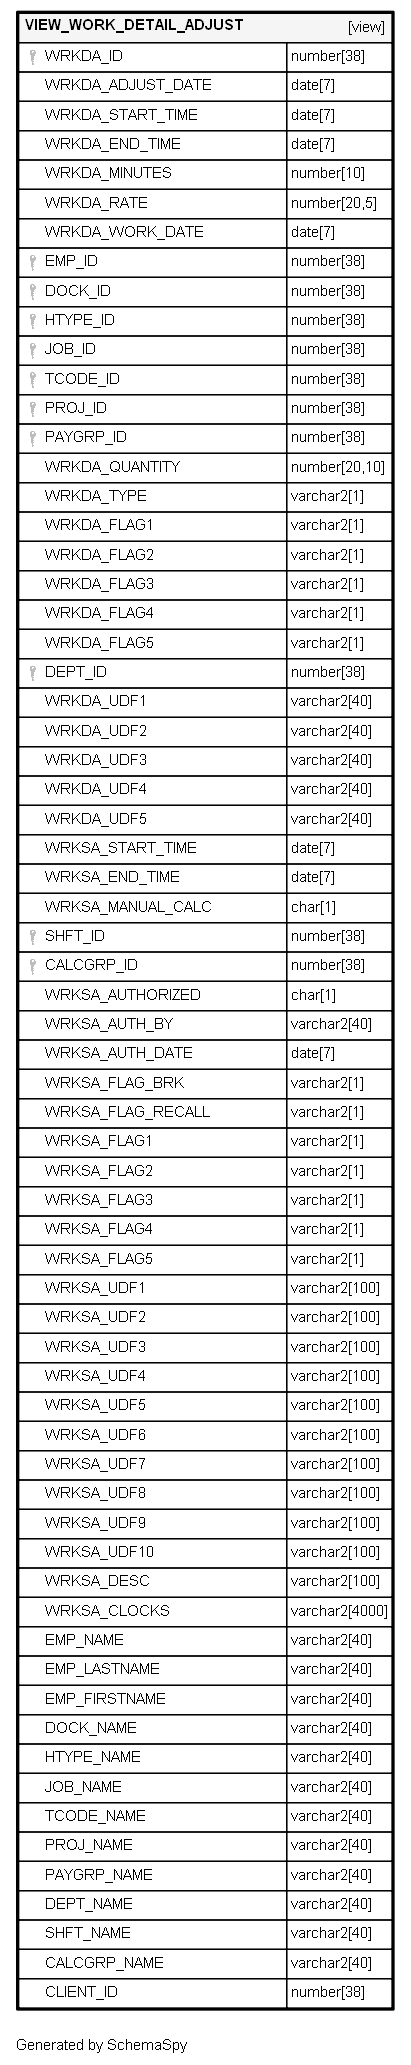 VIEW_WORK_DETAIL_ADJUST [view]
WRKDA_ID number[38]
WRKDA_ADJUST_DATE date[7]
WRKDA_START_TIME date[7]
WRKDA_END_TIME date[7]
WRKDA_MINUTES number[10]
WRKDA_RATE number[20,5]
WRKDA_WORK_DATE date[7]
EMP_ID number[38]
DOCK_ID number[38]
HTYPE_ID number[38]
JOB_ID number[38]
TCODE_ID number[38]
PROJ_ID number[38]
PAYGRP_ID number[38]
WRKDA_QUANTITY number[20,10]
WRKDA_TYPE varchar2[1]
WRKDA_FLAG1 varchar2[1]
WRKDA_FLAG2 varchar2[1]
WRKDA_FLAG3 varchar2[1]
WRKDA_FLAG4 varchar2[1]
WRKDA_FLAG5 varchar2[1]
DEPT_ID number[38]
WRKDA_UDF1 varchar2[40]
WRKDA_UDF2 varchar2[40]
WRKDA_UDF3 varchar2[40]
WRKDA_UDF4 varchar2[40]
WRKDA_UDF5 varchar2[40]
WRKSA_START_TIME date[7]
WRKSA_END_TIME date[7]
WRKSA_MANUAL_CALC char[1]
SHFT_ID number[38]
CALCGRP_ID number[38]
WRKSA_AUTHORIZED char[1]
WRKSA_AUTH_BY varchar2[40]
WRKSA_AUTH_DATE date[7]
WRKSA_FLAG_BRK varchar2[1]
WRKSA_FLAG_RECALL varchar2[1]
WRKSA_FLAG1 varchar2[1]
WRKSA_FLAG2 varchar2[1]
WRKSA_FLAG3 varchar2[1]
WRKSA_FLAG4 varchar2[1]
WRKSA_FLAG5 varchar2[1]
WRKSA_UDF1 varchar2[100]
WRKSA_UDF2 varchar2[100]
WRKSA_UDF3 varchar2[100]
WRKSA_UDF4 varchar2[100]
WRKSA_UDF5 varchar2[100]
WRKSA_UDF6 varchar2[100]
WRKSA_UDF7 varchar2[100]
WRKSA_UDF8 varchar2[100]
WRKSA_UDF9 varchar2[100]
WRKSA_UDF10 varchar2[100]
WRKSA_DESC varchar2[100]
WRKSA_CLOCKS varchar2[4000]
EMP_NAME varchar2[40]
EMP_LASTNAME varchar2[40]
EMP_FIRSTNAME varchar2[40]
DOCK_NAME varchar2[40]
HTYPE_NAME varchar2[40]
JOB_NAME varchar2[40]
TCODE_NAME varchar2[40]
PROJ_NAME varchar2[40]
PAYGRP_NAME varchar2[40]
DEPT_NAME varchar2[40]
SHFT_NAME varchar2[40]
CALCGRP_NAME varchar2[40]
CLIENT_ID number[38]
Generated by SchemaSpy